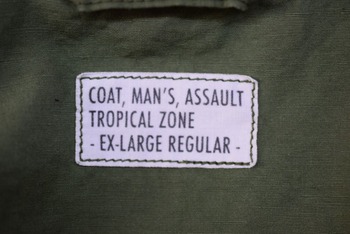 COAT, MAN'S, ASSAULT
TROPICAL ZONE
- EX-LARGE REGULAR -